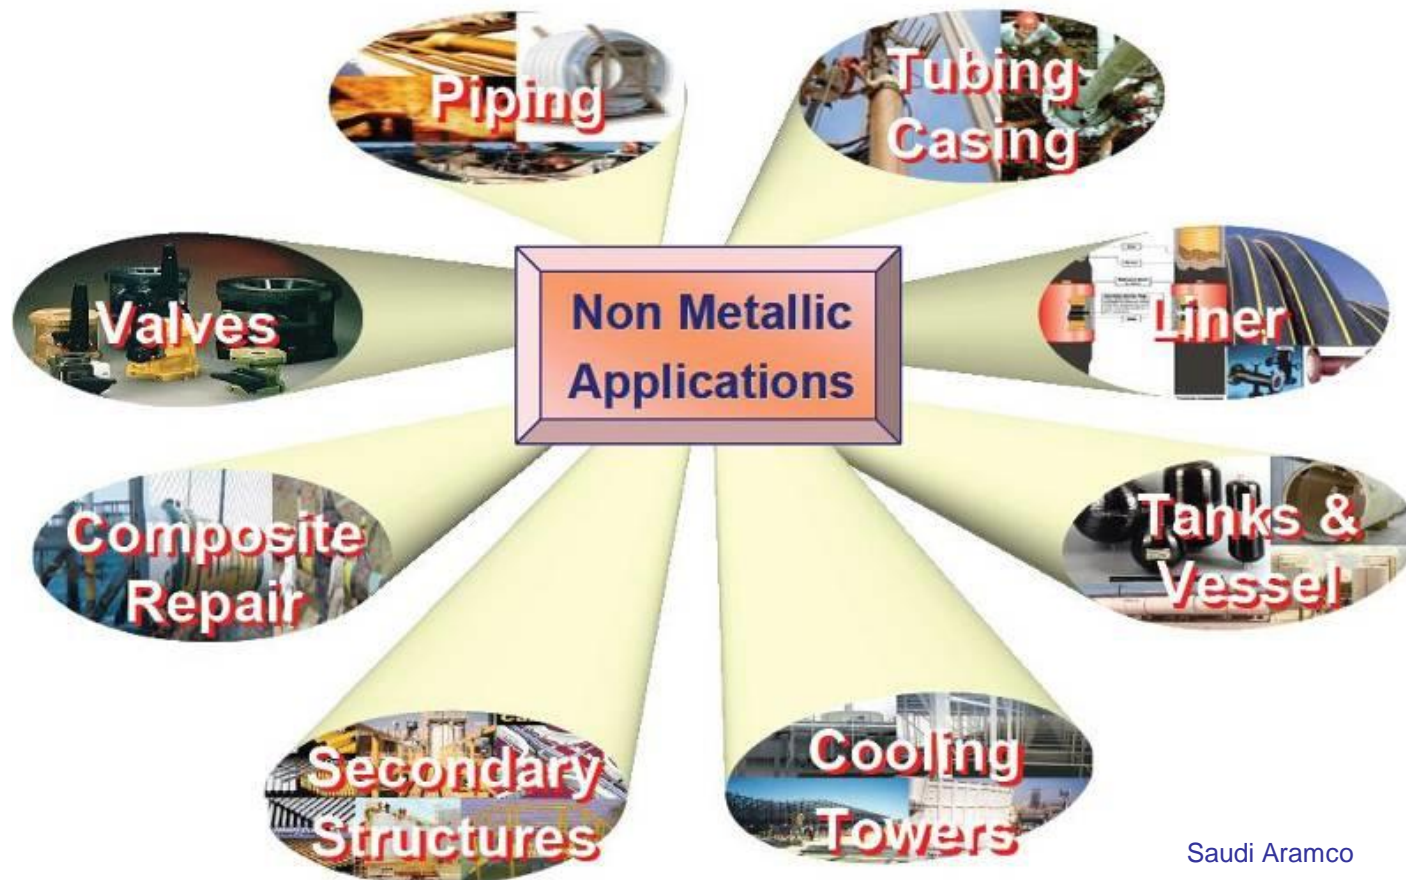 Piping
Tubing
Casing
Valves
Non Metallic
Applications
Liner
Composite
Repair
Tanks &
Vessel
Secondary
Structures
Cooling
Towers
Saudi Aramco